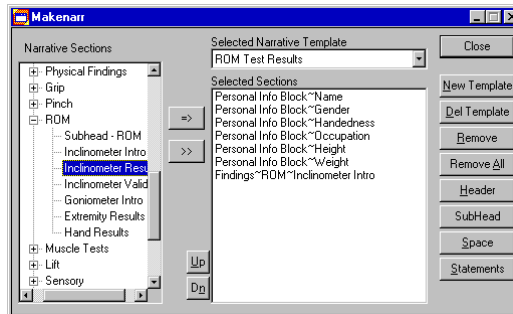 Makenarr
Narrative Sections
Physical Findings
Grip
Pinch
ROM
Subhead - ROM
Inclinometer Intro
Inclinometer Resu
Inclinometer Valid
Goniometer Intro
Extremity Results
Hand Results
Muscle Tests
Lift
Sensory
=>
>>
Up
Dn
Selected Narrative Template
ROM Test Results
Selected Sections
Personal Info Block~Name
Personal Info Block~Gender
Personal Info Block~Handedness
Personal Info Block~Occupation
Personal Info Block~Height
Personal Info Block~Weight
Findings~ROM~Inclinometer Intro
Close
New Template
Del Template
Remove
Remove All
Header
SubHead
Space
Statements